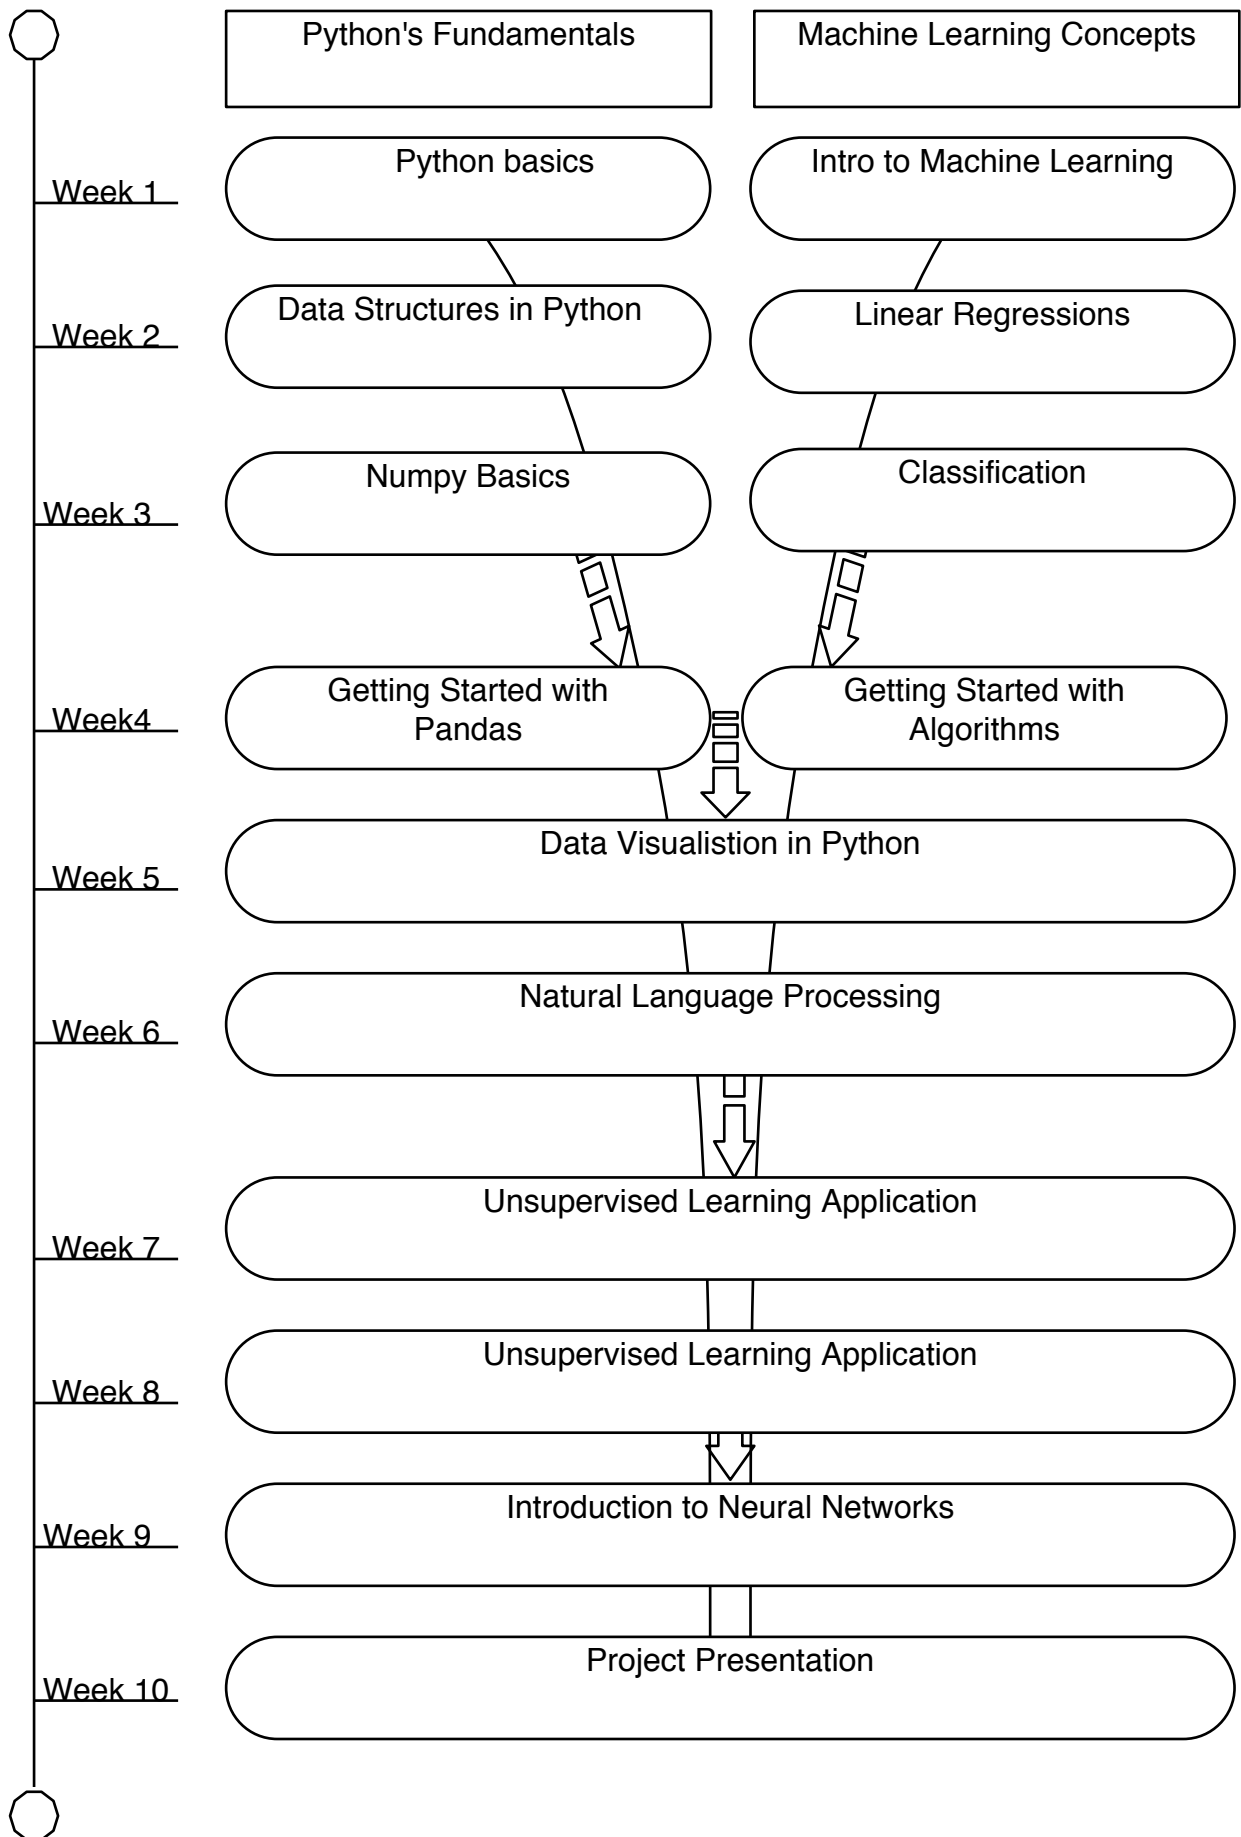 Python's Fundamentals
Machine Learning Concepts
Week 1
Python basics
Intro to Machine Learning
Week 2
Data Structures in Python
Linear Regressions
Week 3
Numpy Basics
Classification
Week4
Getting Started with
Pandas
Getting Started with
Algorithms
Week 5
Data Visualistion in Python
Week 6
Natural Language Processing
Week 7
Unsupervised Learning Application
Week 8
Unsupervised Learning Application
Week 9
Introduction to Neural Networks
Week 10
Project Presentation